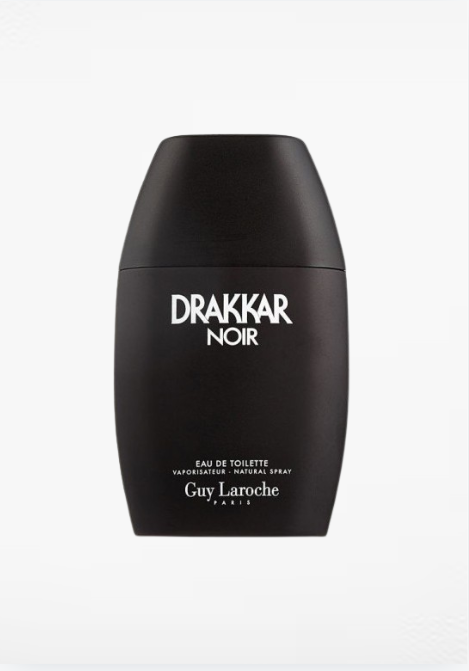 DRAKKAR
NOIR
EAU DE TOILETTE
VAPORISATEUR - NATURAL SPRAY
Guy Laroche
PARIS